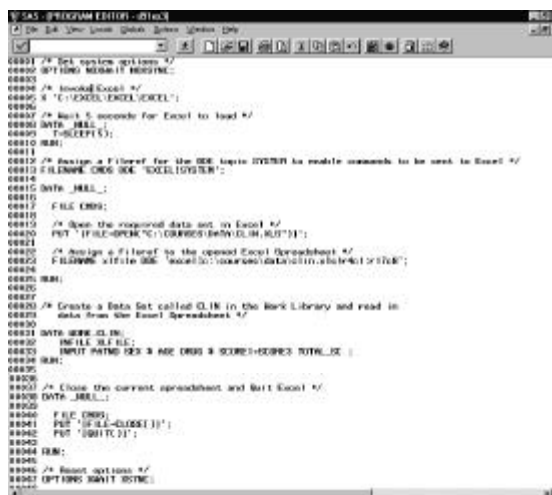 SAS - [PROGRAM EDITOR - d1ex3]
File Edit View Locals Globals Options Window Help
00001 /* Set system options */
00002 OPTIONS NOXWAIT NOXSYNC;
00003
00004 /* Invoke Excel */
00005 X 'C:\EXCEL\EXCEL\EXCEL';
00006
00007 /* Wait 5 seconds for Excel to load */
00008 DATA _NULL_;
00009 T=SLEEP(5);
00010 RUN;
00011
00012 /* Assign a Fileref for the DDE topic SYSTEM to enable commands to be sent to Excel */
00013 FILENAME CMDS DDE 'EXCEL|SYSTEM';
00014
00015 DATA _NULL_;
00016
00017 FILE CMDS;
00018
00019 /* Open the required data set in Excel */
00020 PUT '[FILE-OPEN("C:\COURSES\DATA\CLIN.XLS")]';
00021
00022 /* Assign a Fileref to the opened Excel Spreadsheet */
00023 FILENAME xlfile DDE 'excel|c:\courses\data\clin.xls!r4c1:r17c8';
00024
00025 RUN;
00026
00027
00028 /* Create a Data Set called CLIN in the Work Library and read in
00029 data from the Excel Spreadsheet */
00030
00031 DATA WORK.CLIN;
00032 INFILE XLFILE;
00033 INPUT PATNO SEX $ AGE DRUG $ SCORE1-SCORE3 TOTAL_SC ;
00034 RUN;
00035
00036
00037 /* Close the current spreadsheet and Quit Excel */
00038 DATA _NULL_;
00039
00040 FILE CMDS;
00041 PUT '[FILE-CLOSE()]';
00042 PUT '[QUIT()]';
00043
00044 RUN;
00045
00046 /* Reset options */
00047 OPTIONS XWAIT XSYNC;